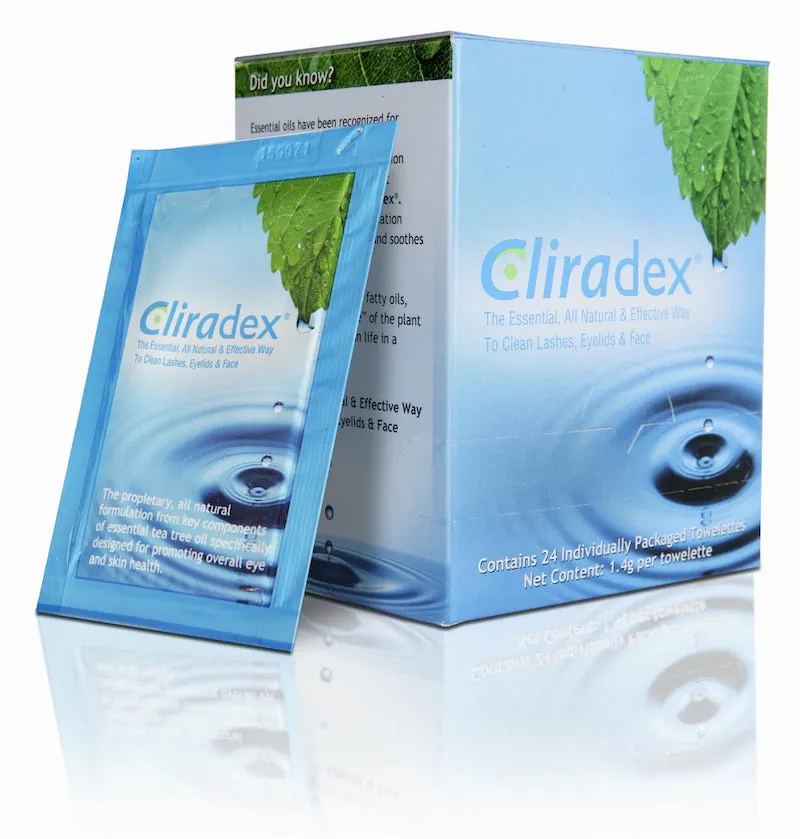 Did you know?
Essential oils have been recognized for
on
ex®.
ation
nd soothes
fatty oils,
" of the plant
n life in a
al & Effective Way
yelids & Face
Cliradex®
The Essential, All Natural & Effective Way
To Clean Lashes, Eyelids & Face
The proprietary, all natural
formulation from key components
of essential tea tree oil specifically
designed for promoting overall eye
and skin health.
Cliradex®
The Essential, All Natural & Effective Way
To Clean Lashes, Eyelids & Face
Contains 24 Individually Packaged Towelettes
Net Content: 1.4g per towelette